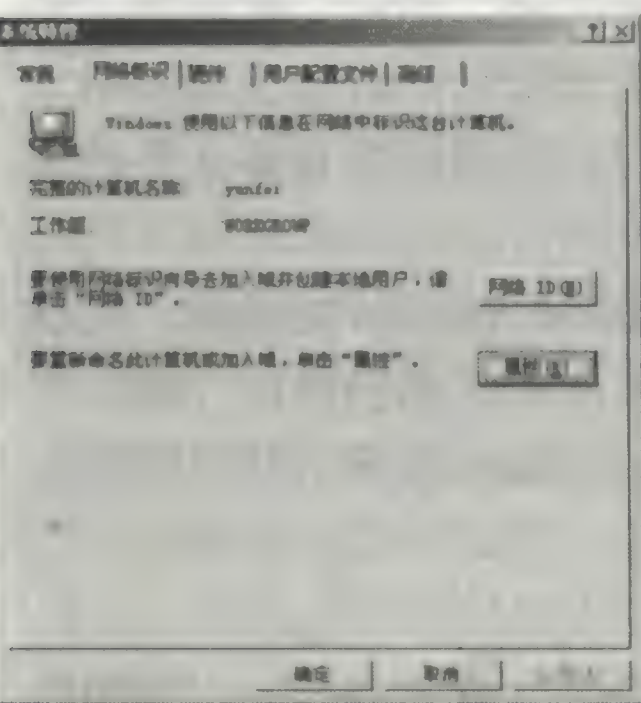 系统特性
? ×
常规 网络标识 硬件 用户配置文件 高级
Windows 使用以下信息在网络中标识这台计算机。
完整的计算机名称: yunfei
工作组: WORKGROUP
要使用网络标识向导去加入域并创建本地用户，请
单击“网络 ID”。
网络 ID(N)
要重新命名此计算机或加入域，单击“属性”。
属性(R)
确定 取消